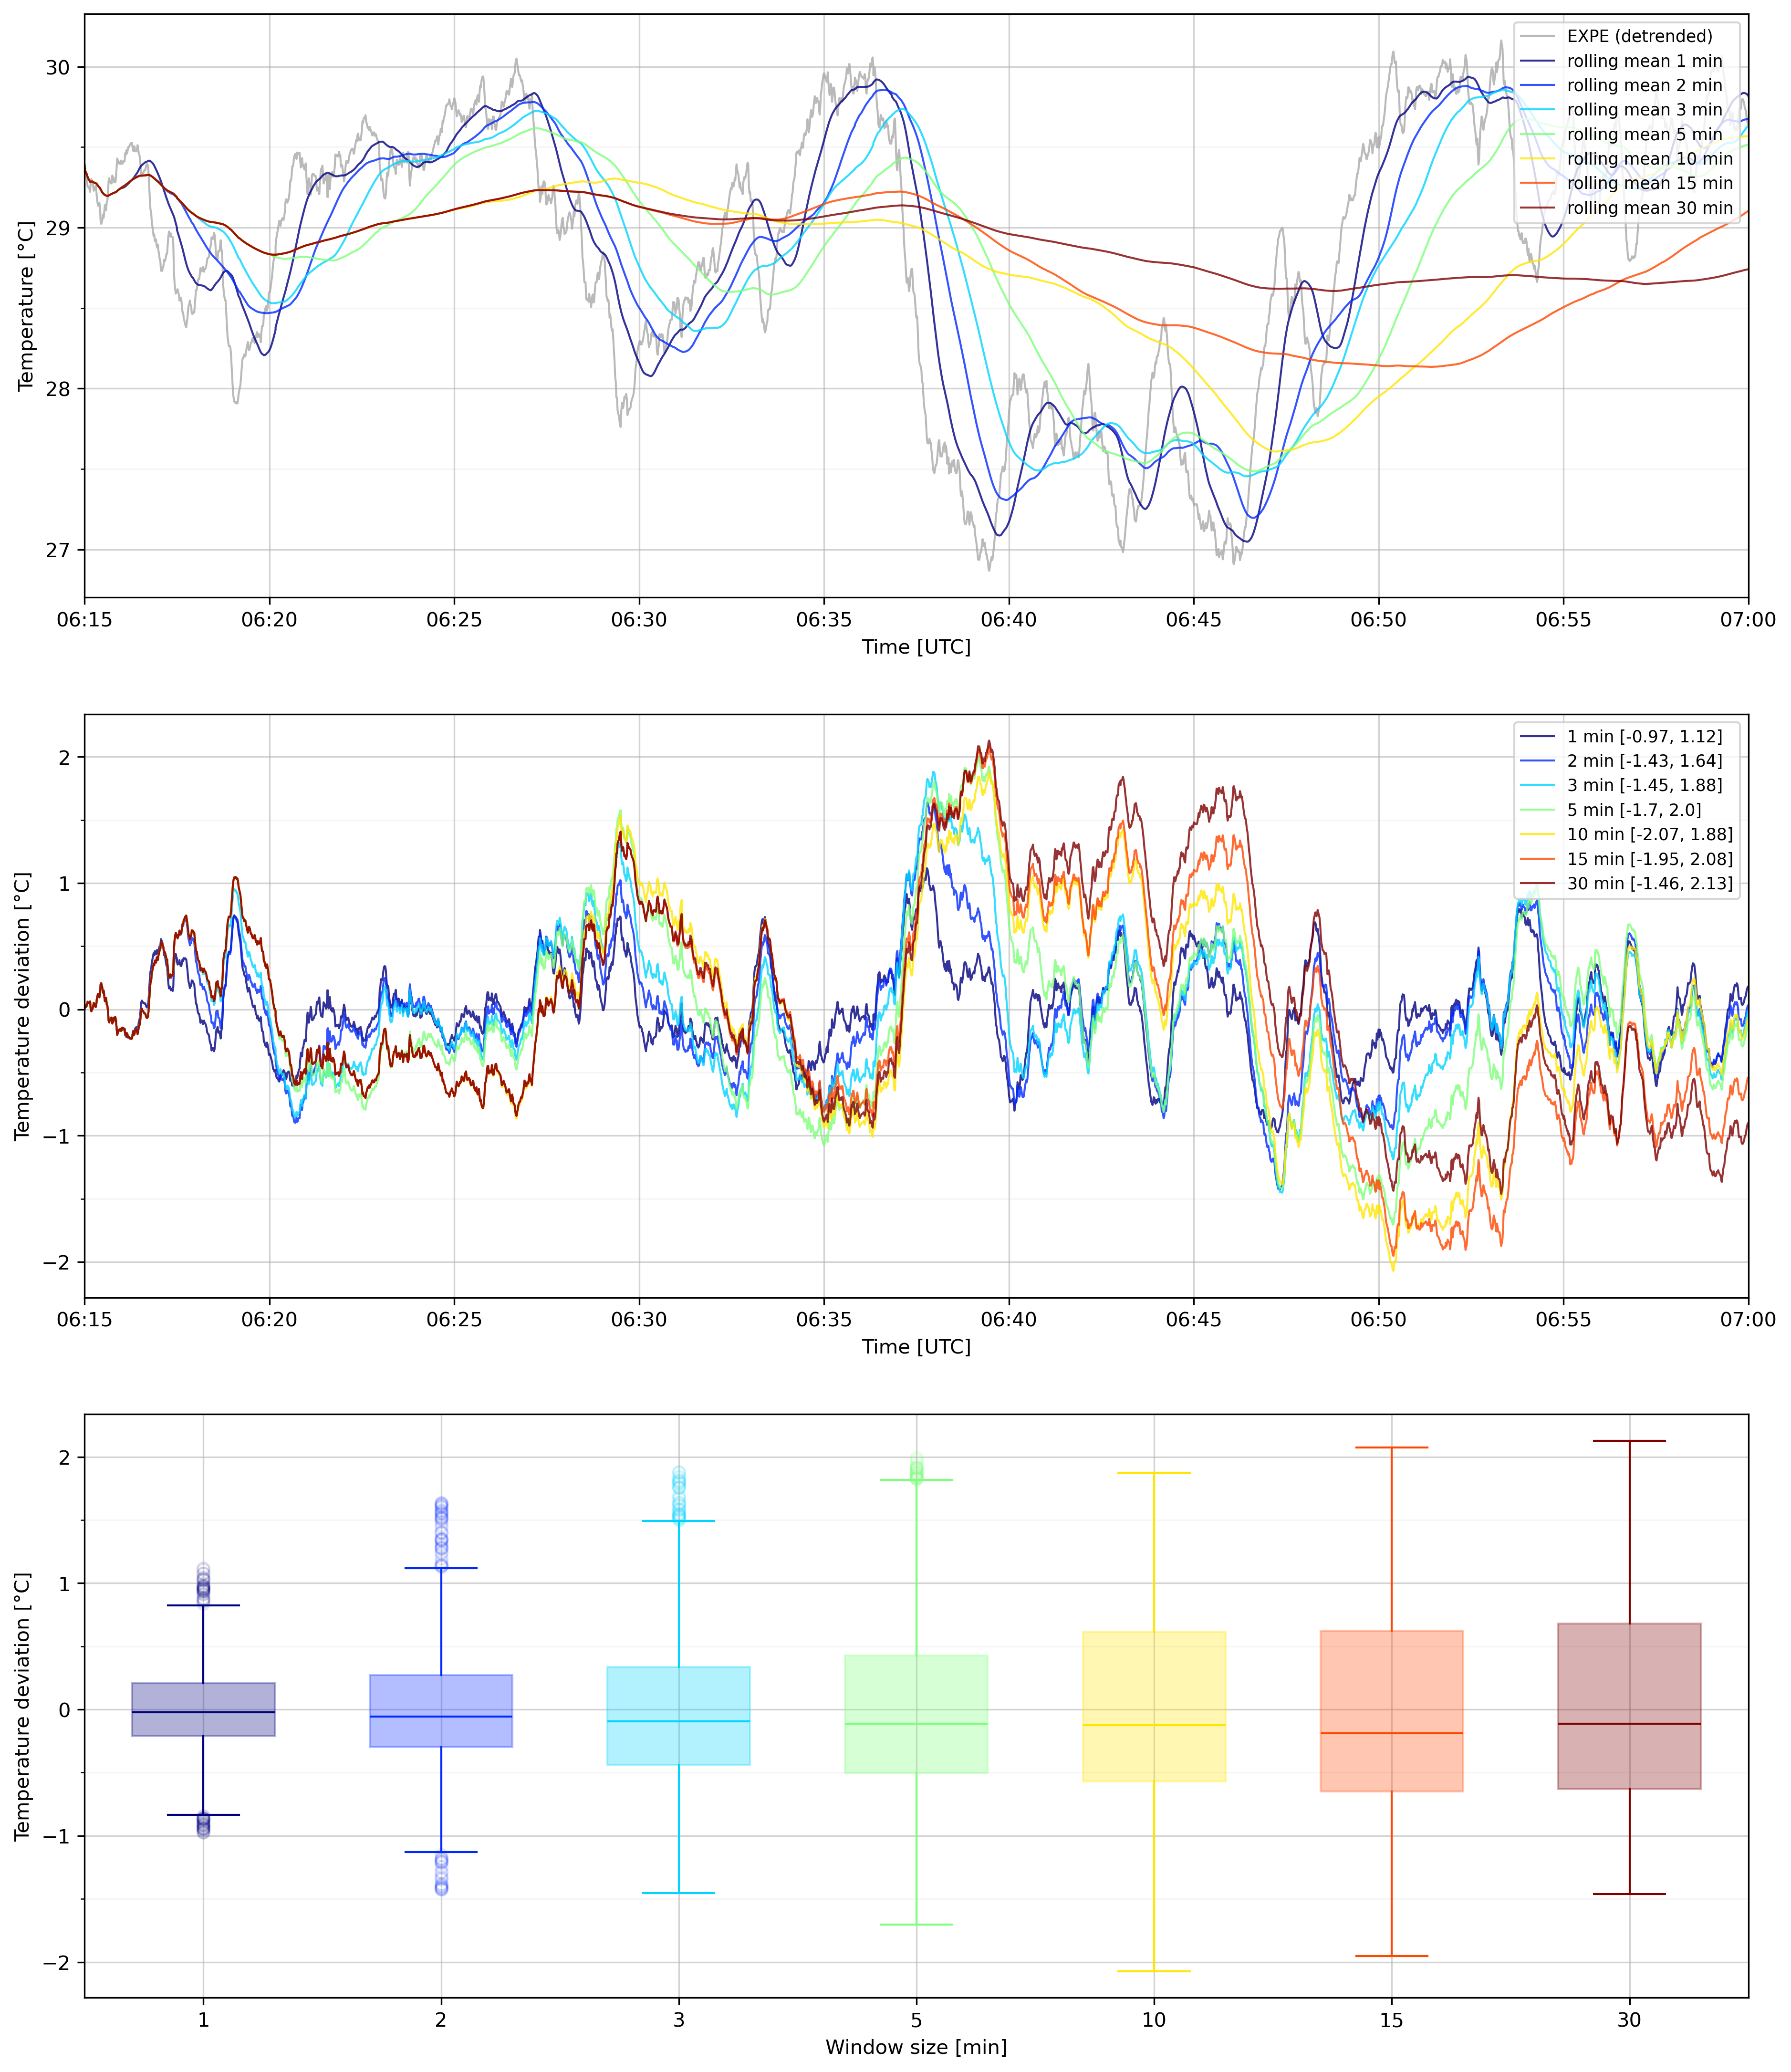 30
29
28
27
Temperature [°C]
EXPE (detrended)
rolling mean 1 min
rolling mean 2 min
rolling mean 3 min
rolling mean 5 min
rolling mean 10 min
rolling mean 15 min
rolling mean 30 min
06:15 06:20 06:25 06:30 06:35 06:40 06:45 06:50 06:55 07:00
Time [UTC]
2
1
0
−1
−2
Temperature deviation [°C]
1 min [-0.97, 1.12]
2 min [-1.43, 1.64]
3 min [-1.45, 1.88]
5 min [-1.7, 2.0]
10 min [-2.07, 1.88]
15 min [-1.95, 2.08]
30 min [-1.46, 2.13]
06:15 06:20 06:25 06:30 06:35 06:40 06:45 06:50 06:55 07:00
Time [UTC]
2
1
0
−1
−2
Temperature deviation [°C]
1 2 3 5 10 15 30
Window size [min]